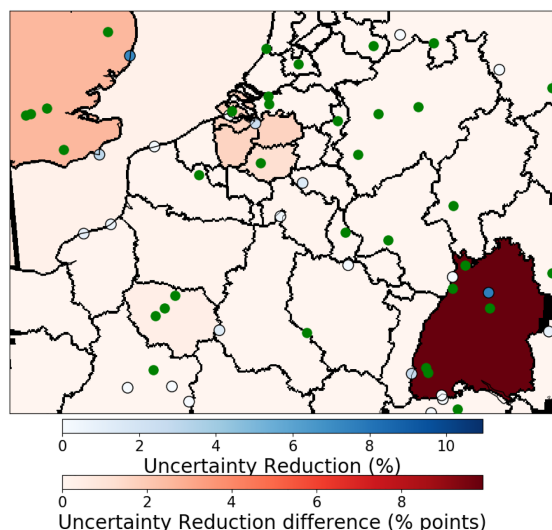 0 2 4 6 8 10
Uncertainty Reduction (%)
0 2 4 6 8
Uncertainty Reduction difference (% points)